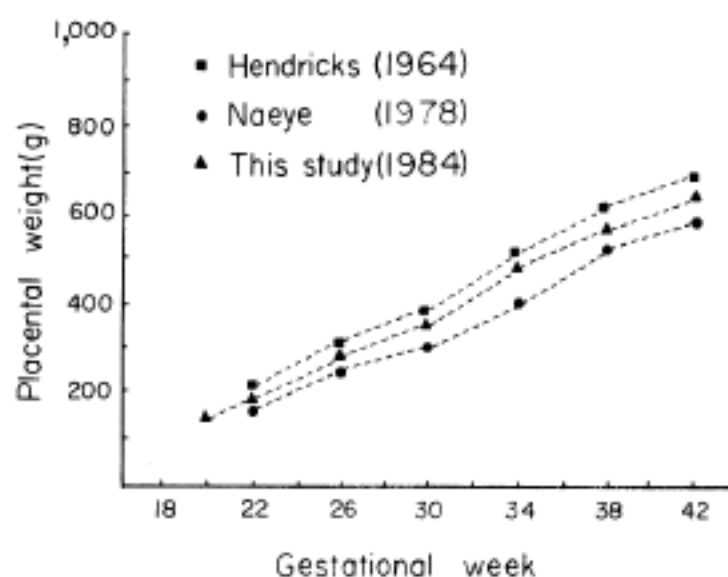 1,000
■ Hendricks (1964)
● Naeye (1978)
▲ This study(1984)
800
600
400
200
Placental weight(g)
18 22 26 30 34 38 42
Gestational week